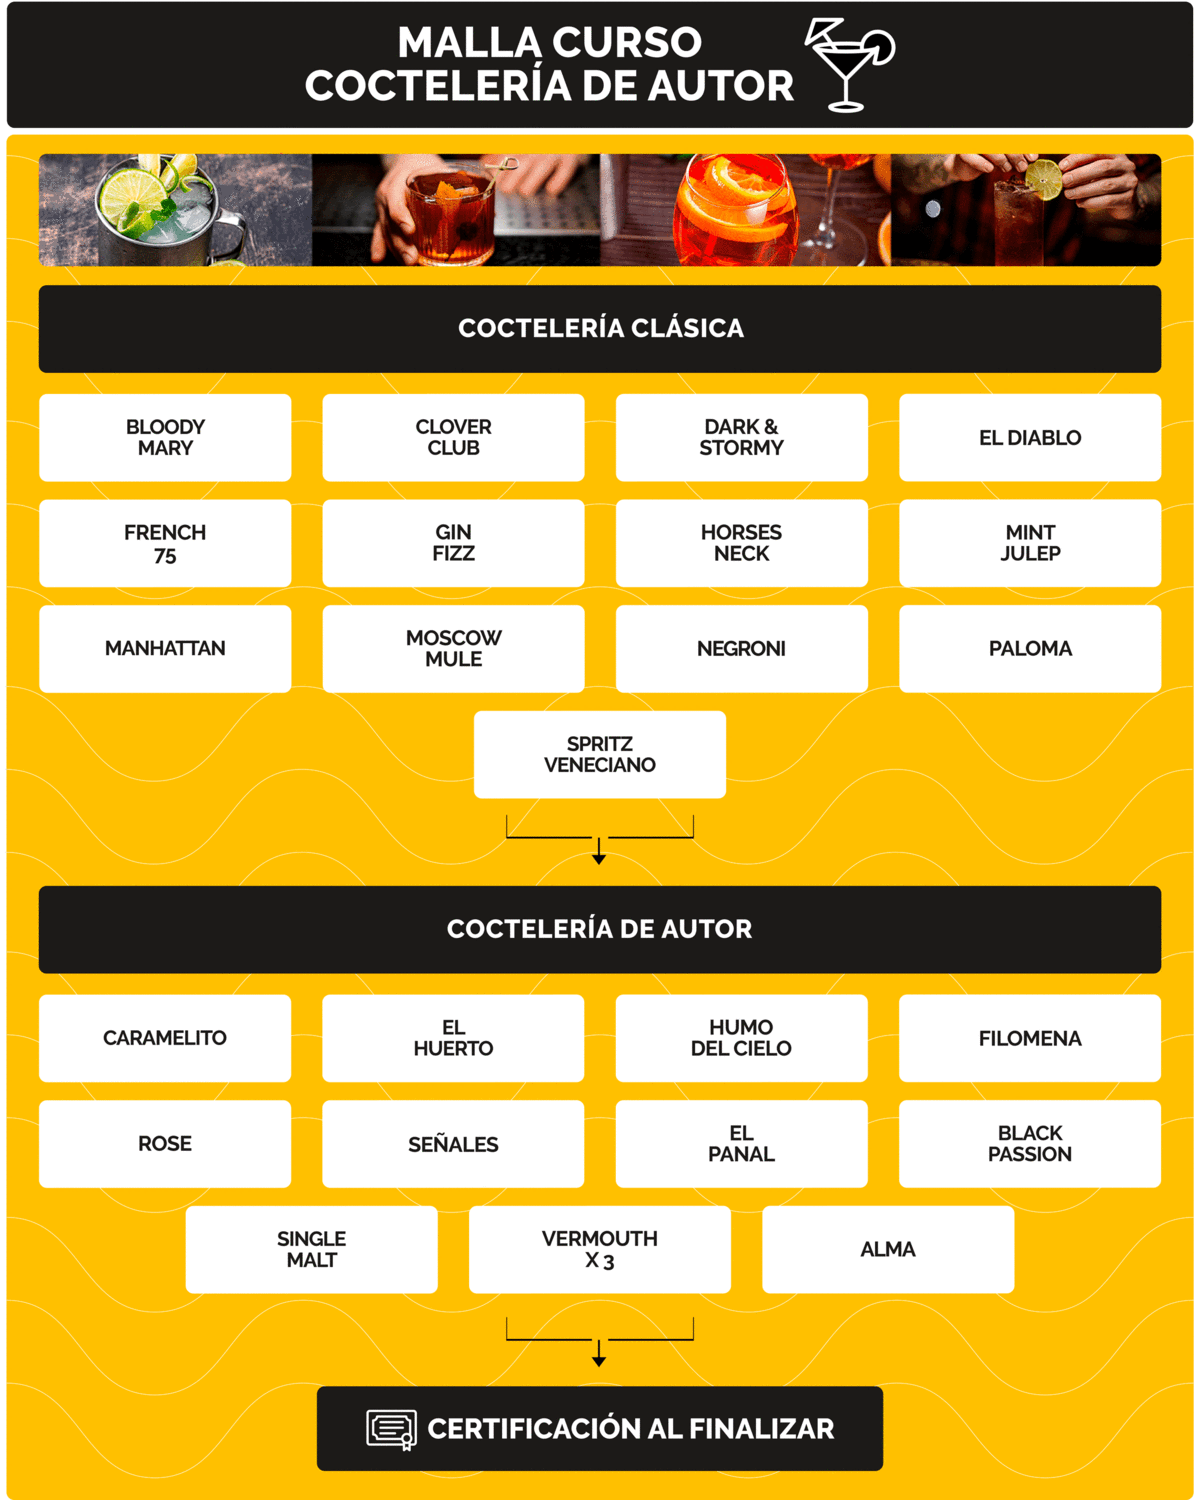 MALLA CURSO
COCTELERÍA DE AUTOR
COCTELERÍA CLÁSICA
BLOODY
MARY
CLOVER
CLUB
DARK &
STORMY
EL DIABLO
FRENCH
75
GIN
FIZZ
HORSES
NECK
MINT
JULEP
MANHATTAN
MOSCOW
MULE
NEGRONI
PALOMA
SPRITZ
VENECIANO
COCTELERÍA DE AUTOR
CARAMELITO
EL
HUERTO
HUMO
DEL CIELO
FILOMENA
ROSE
SEÑALES
EL
PANAL
BLACK
PASSION
SINGLE
MALT
VERMOUTH
X 3
ALMA
CERTIFICACIÓN AL FINALIZAR